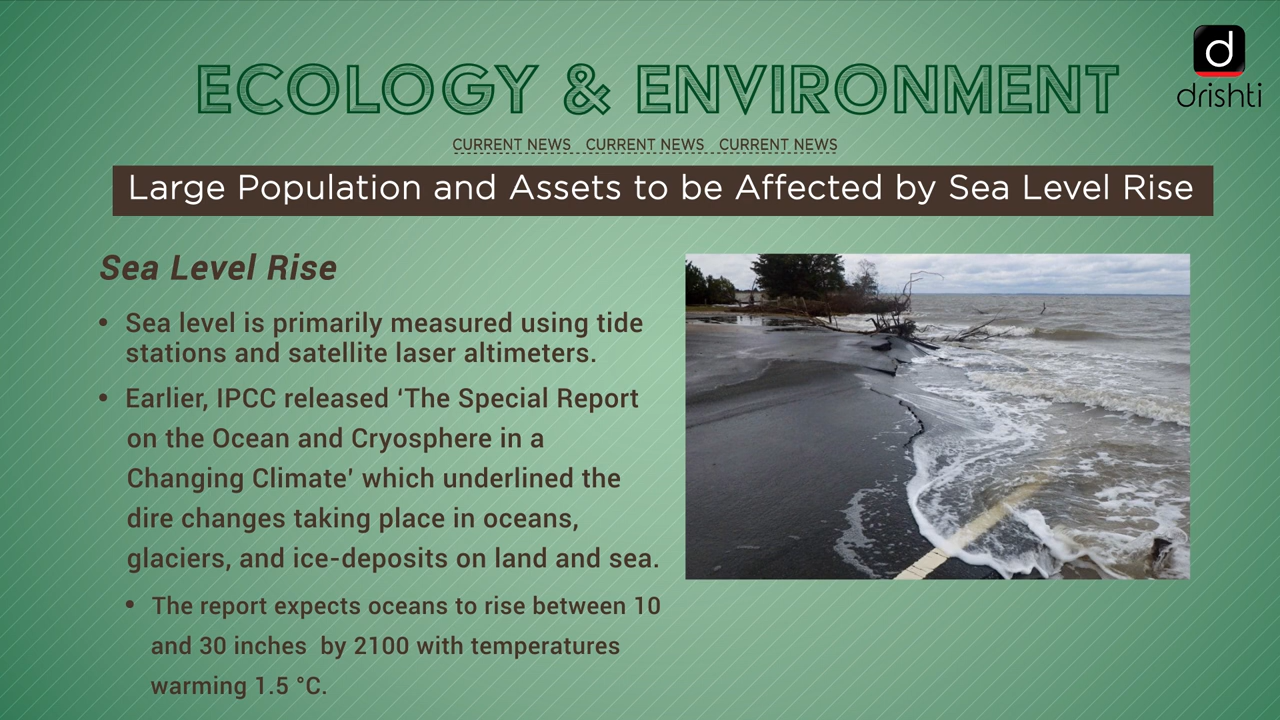 d
drishti
ECOLOGY & ENVIRONMENT
CURRENT NEWS CURRENT NEWS CURRENT NEWS
Large Population and Assets to be Affected by Sea Level Rise
Sea Level Rise
• Sea level is primarily measured using tide
stations and satellite laser altimeters.
• Earlier, IPCC released ‘The Special Report
on the Ocean and Cryosphere in a
Changing Climate’ which underlined the
dire changes taking place in oceans,
glaciers, and ice-deposits on land and sea.
• The report expects oceans to rise between 10
and 30 inches by 2100 with temperatures
warming 1.5 °C.